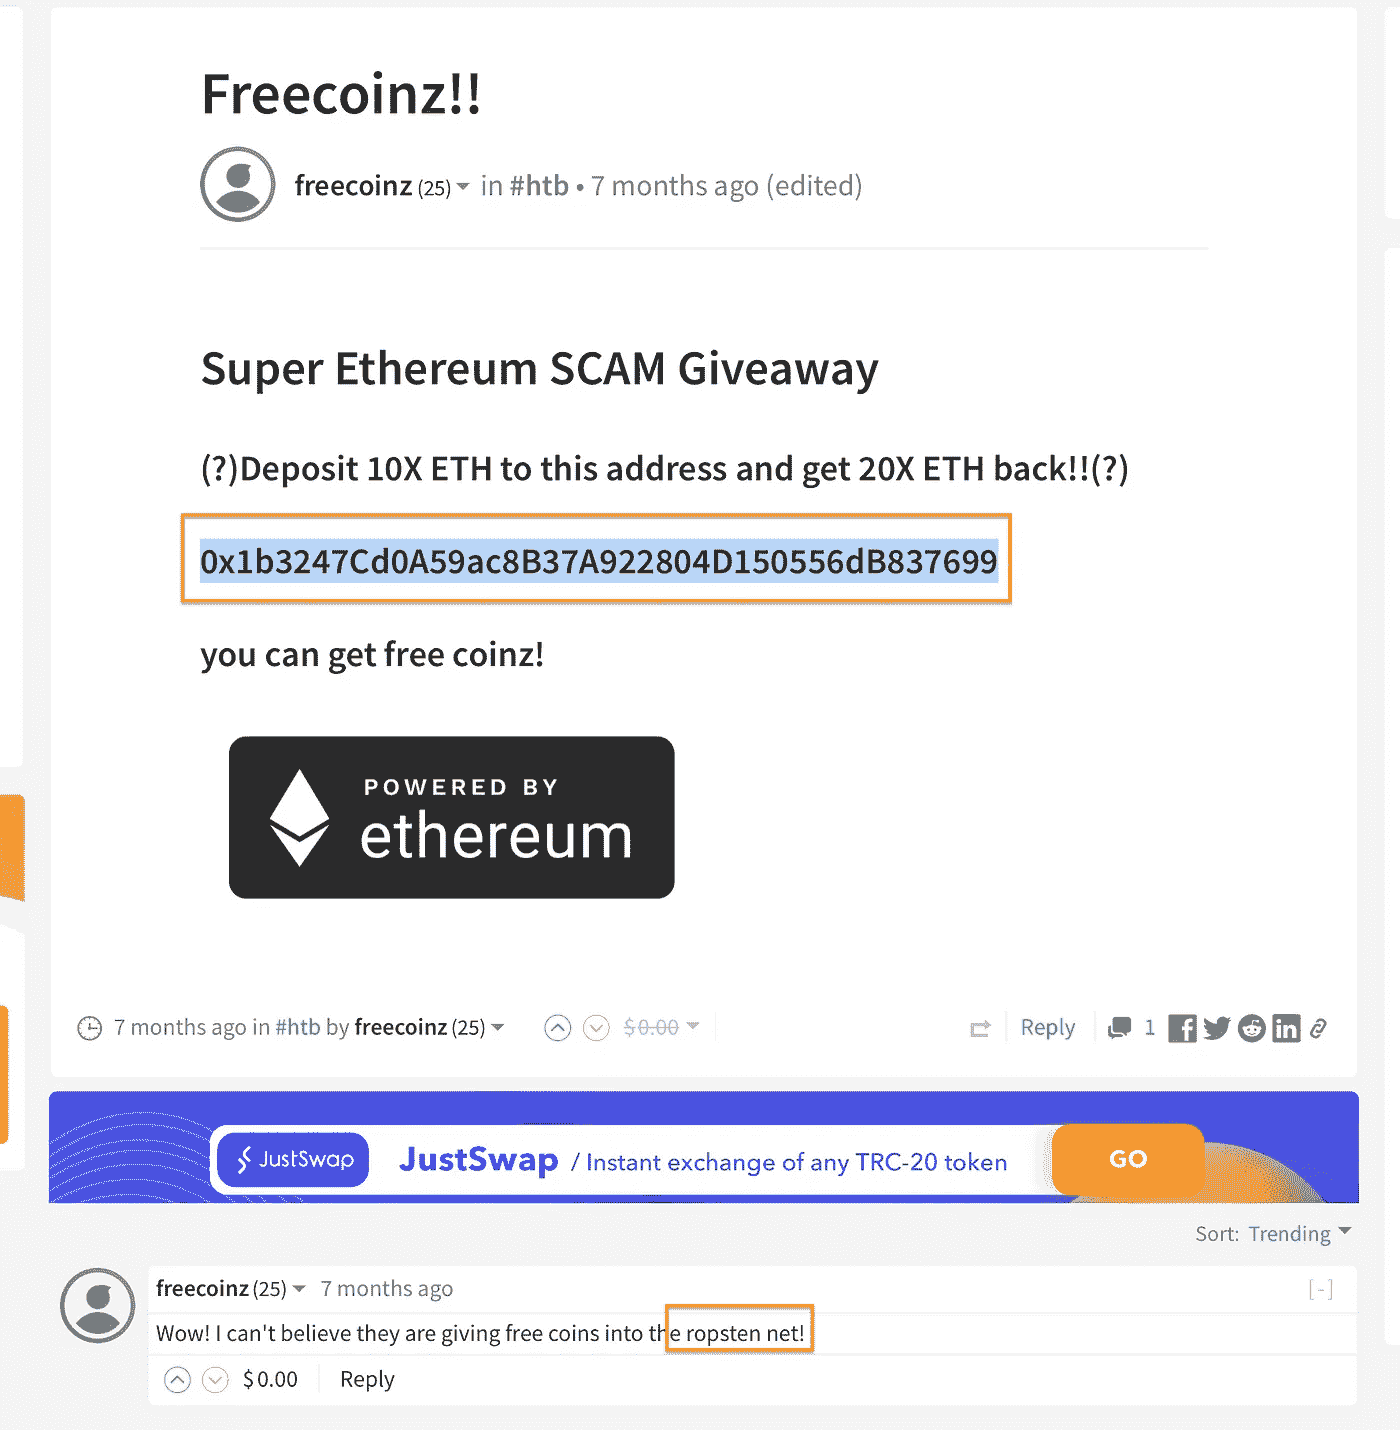 Freecoinz!!
freecoinz (25) in #htb • 7 months ago (edited)
Super Ethereum SCAM Giveaway
(?)Deposit 10X ETH to this address and get 20X ETH back!!(?)
0x1b3247Cd0A59ac8B37A922804D150556dB837699
you can get free coinz!
POWERED BY
ethereum
7 months ago in #htb by freecoinz (25) $0.00 Reply 1
JustSwap JustSwap / Instant exchange of any TRC-20 token GO
Sort: Trending
freecoinz (25) 7 months ago [-]
Wow! I can't believe they are giving free coins into the ropsten net!
$0.00 Reply